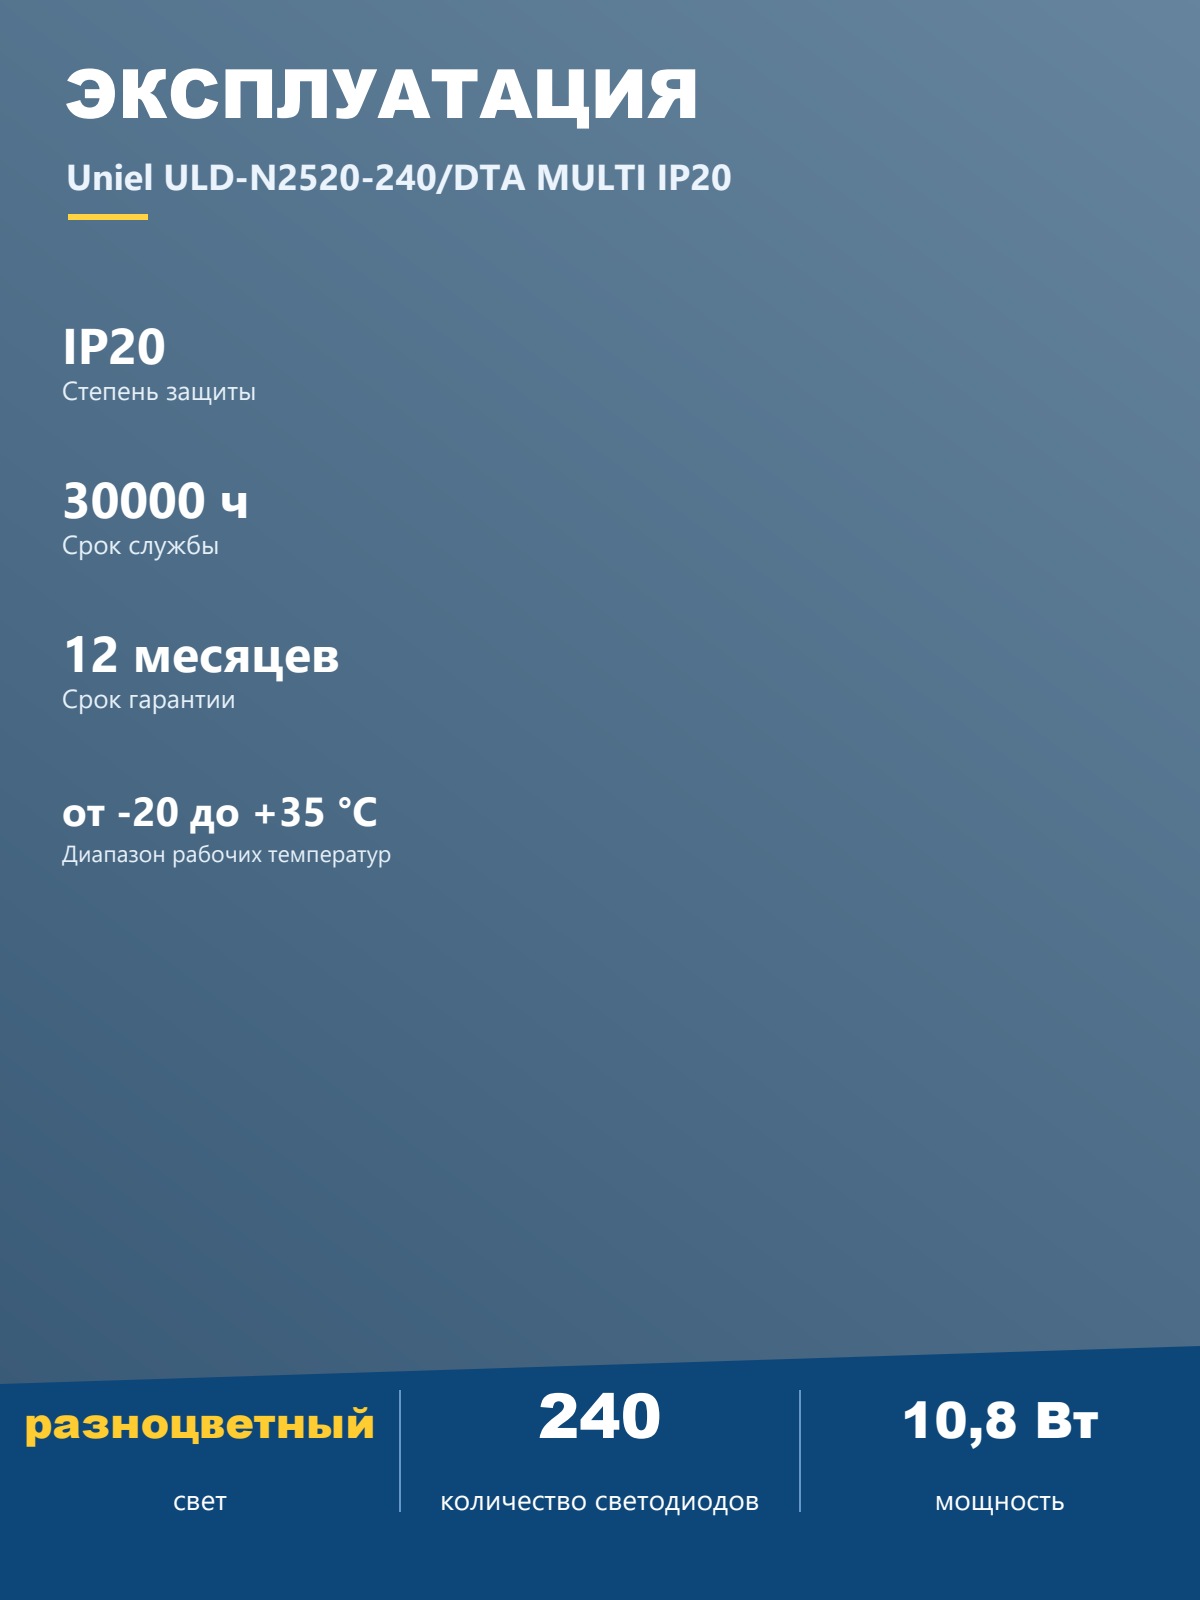 ЭКСПЛУАТАЦИЯ
Uniel ULD-N2520-240/DTA MULTI IP20
IP20
Степень защиты
30000 ч
Срок службы
12 месяцев
Срок гарантии
от -20 до +35 °C
Диапазон рабочих температур
разноцветный
свет
240
количество светодиодов
10,8 Вт
мощность